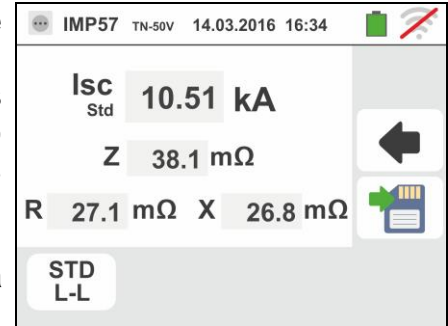 IMP57 TN-50V 14.03.2016 16:34
Isc
Std 10.51 kA
Z 38.1 mΩ
R 27.1 mΩ X 26.8 mΩ
STD
L-L